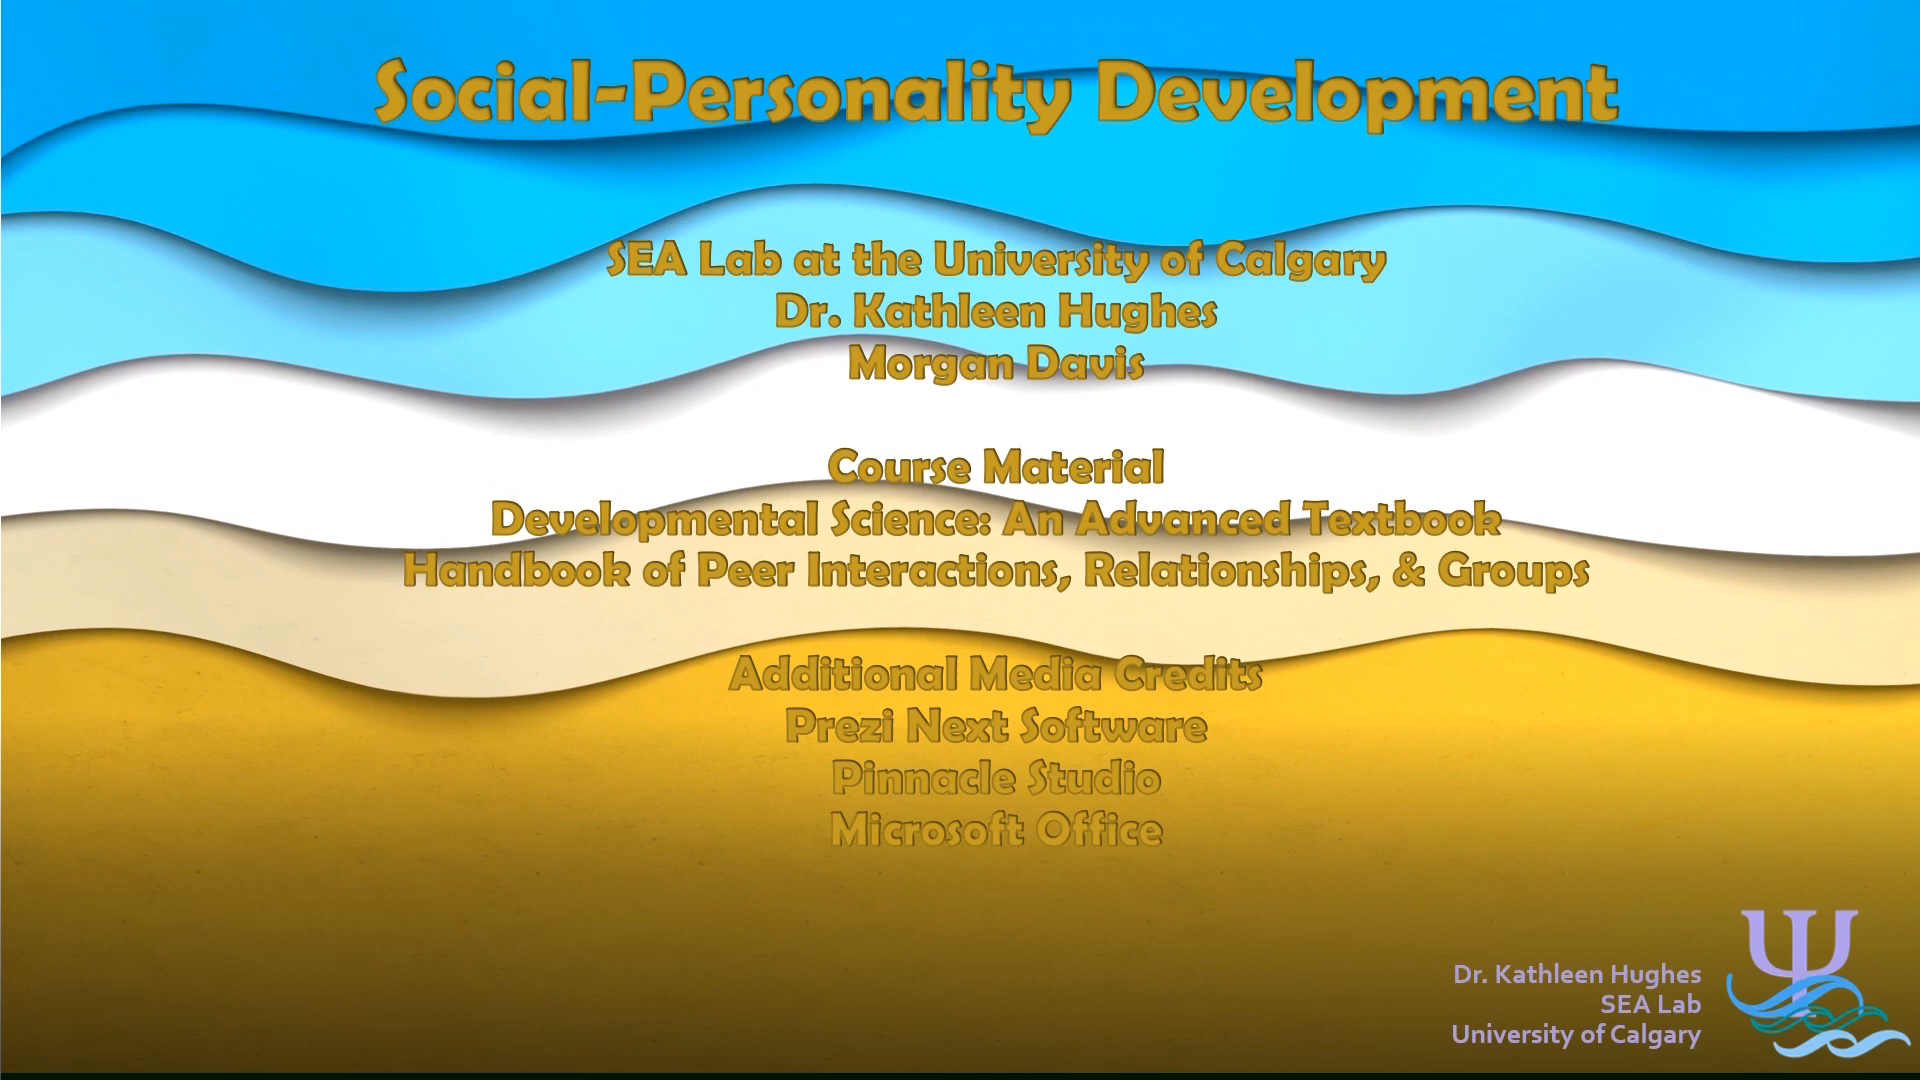 Social-Personality Development
SEA Lab at the University of Calgary
Dr. Kathleen Hughes
Morgan Davis
Course Material
Developmental Science: An Advanced Textbook
Handbook of Peer Interactions, Relationships, & Groups
Additional Media Credits
Prezi Next Software
Pinnacle Studio
Microsoft Office
Dr. Kathleen Hughes
SEA Lab
University of Calgary
Ψ